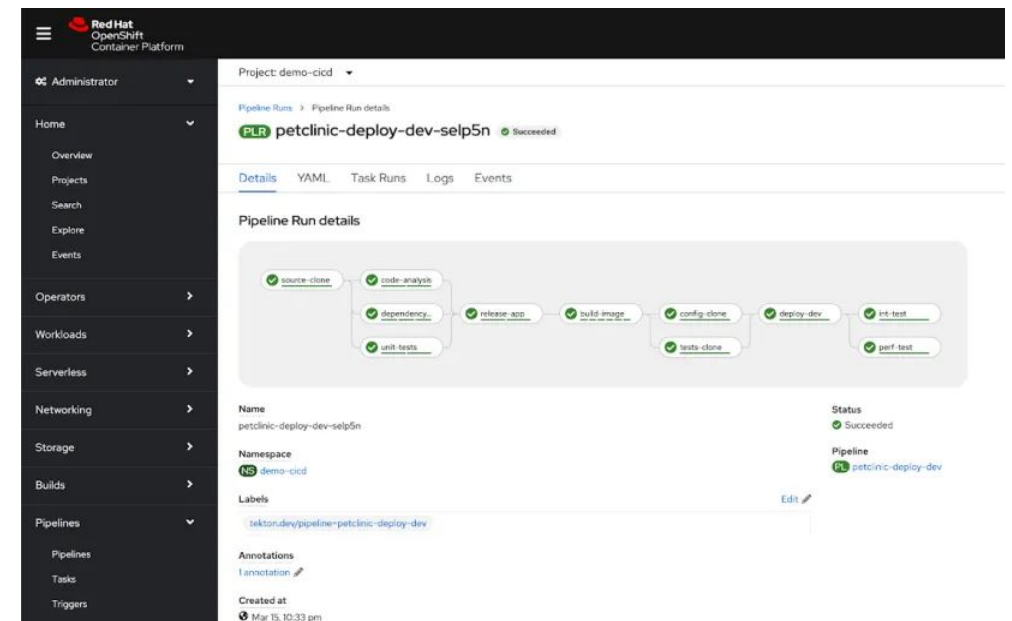 Red Hat
OpenShift
Container Platform
Administrator
Home
Overview
Projects
Search
Explore
Events
Operators
Workloads
Serverless
Networking
Storage
Builds
Pipelines
Pipelines
Tasks
Triggers
Project: demo-cicd
Pipeline Runs > Pipeline Run details
PLR petclinic-deploy-dev-selp5n Succeeded
Details YAML Task Runs Logs Events
Pipeline Run details
source-clone code-analysis
dependency... release-app build-image config-clone deploy-dev int-test
unit-tests tests-clone perf-test
Name
petclinic-deploy-dev-selp5n
Namespace
NS demo-cicd
Labels Edit
tekton.dev/pipeline=petclinic-deploy-dev
Annotations
1 annotation
Created at
Mar 15, 10:33 pm
Status
Succeeded
Pipeline
PL petclinic-deploy-dev